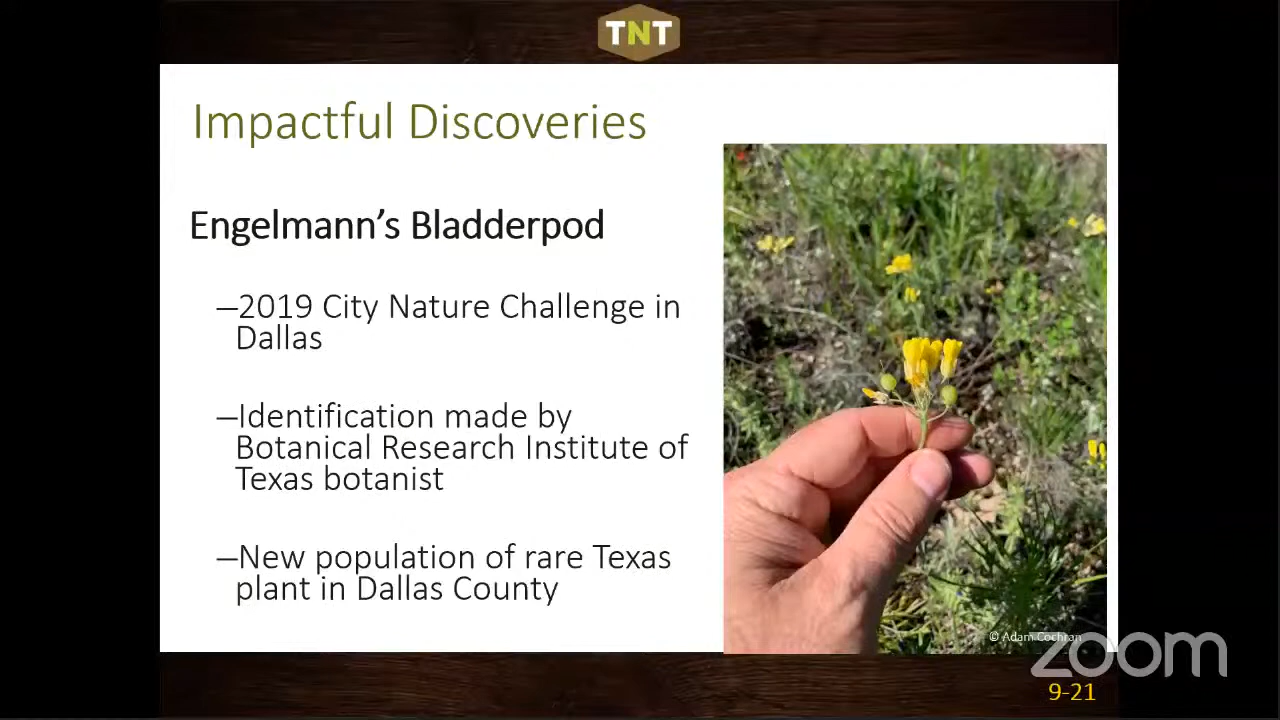 TNT
Impactful Discoveries
Engelmann’s Bladderpod
–2019 City Nature Challenge in
Dallas
–Identification made by
Botanical Research Institute of
Texas botanist
–New population of rare Texas
plant in Dallas County
© Adam Cochran
zoom
9-21